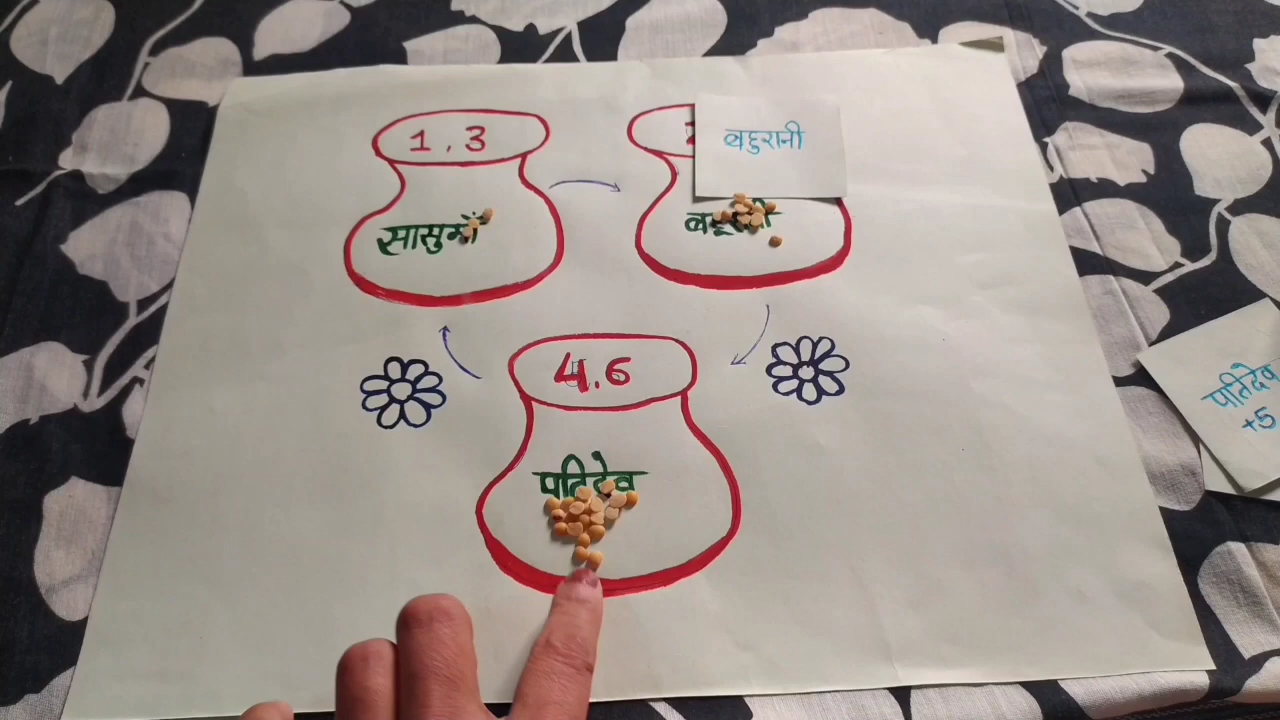 1.3
बहुरानी
सासुमाँ
4.6
पतिदेव
पतिदेव
+5